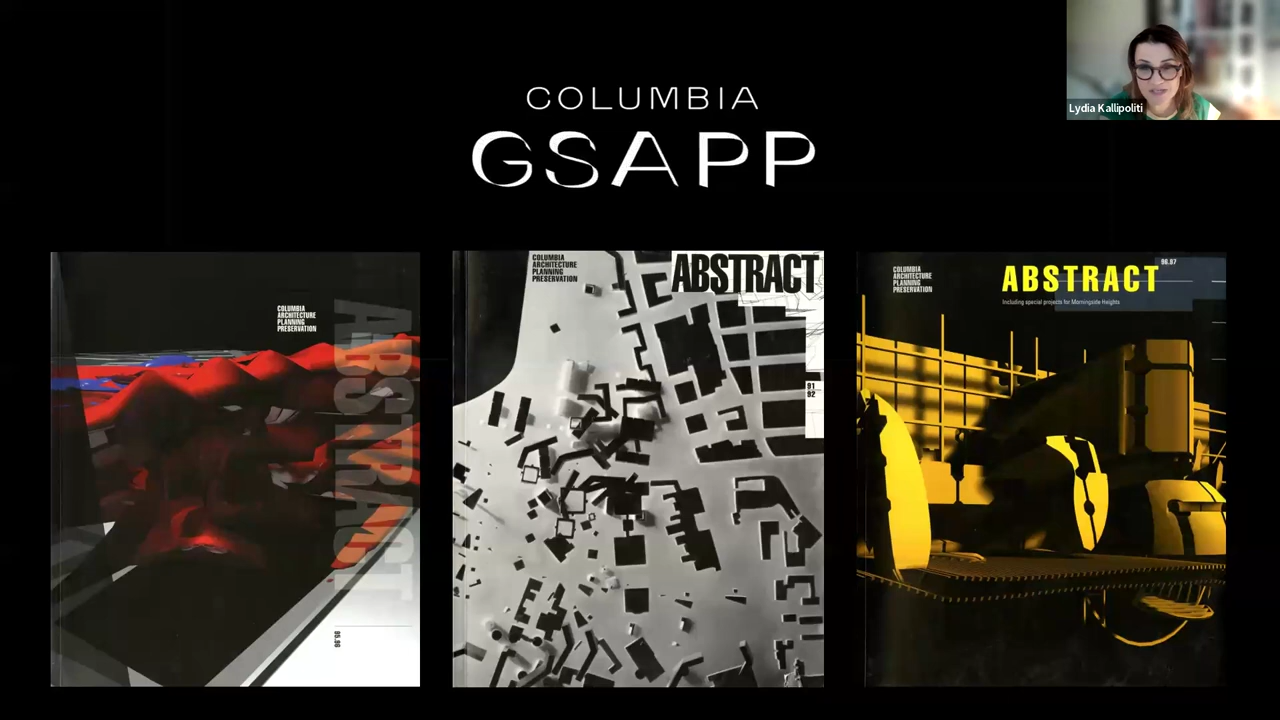 COLUMBIA
GSAPP
Lydia Kallipoliti
COLUMBIA
ARCHITECTURE
PLANNING
PRESERVATION
ABSTRACT
95.96
COLUMBIA
ARCHITECTURE
PLANNING
PRESERVATION
ABSTRACT
91
92
COLUMBIA
ARCHITECTURE
PLANNING
PRESERVATION
ABSTRACT
96.97
Including special projects for Morningside Heights